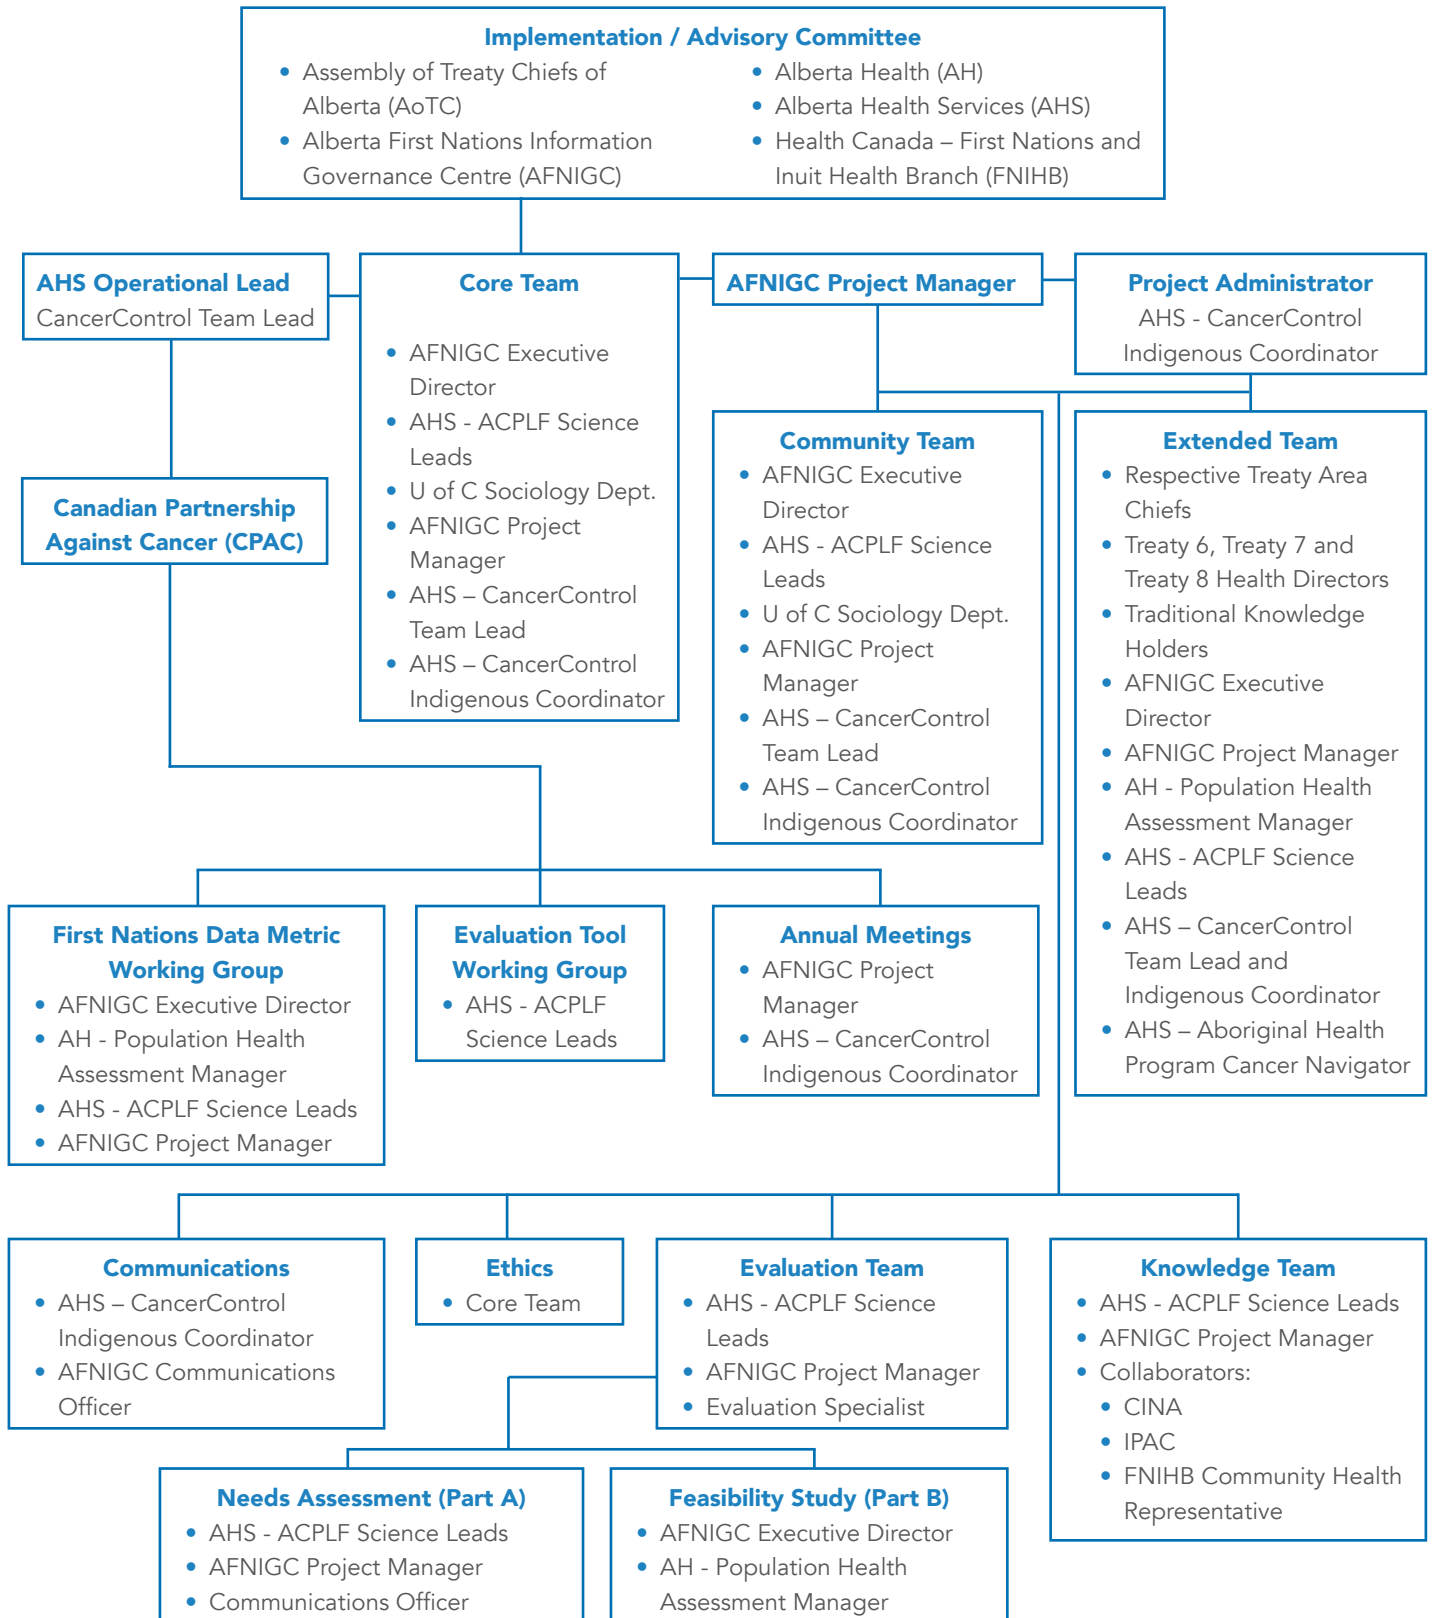 Implementation / Advisory Committee
• Assembly of Treaty Chiefs of
Alberta (AoTC)
• Alberta First Nations Information
Governance Centre (AFNIGC)
• Alberta Health (AH)
• Alberta Health Services (AHS)
• Health Canada – First Nations and
Inuit Health Branch (FNIHB)
AHS Operational Lead
CancerControl Team Lead
Core Team
• AFNIGC Executive
Director
• AHS - ACPLF Science
Leads
• U of C Sociology Dept.
• AFNIGC Project
Manager
• AHS – CancerControl
Team Lead
• AHS – CancerControl
Indigenous Coordinator
AFNIGC Project Manager
Project Administrator
AHS - CancerControl
Indigenous Coordinator
Canadian Partnership
Against Cancer (CPAC)
Community Team
• AFNIGC Executive
Director
• AHS - ACPLF Science
Leads
• U of C Sociology Dept.
• AFNIGC Project
Manager
• AHS – CancerControl
Team Lead
• AHS – CancerControl
Indigenous Coordinator
Extended Team
• Respective Treaty Area
Chiefs
• Treaty 6, Treaty 7 and
Treaty 8 Health Directors
• Traditional Knowledge
Holders
• AFNIGC Executive
Director
• AFNIGC Project Manager
• AH - Population Health
Assessment Manager
• AHS - ACPLF Science
Leads
• AHS – CancerControl
Team Lead and
Indigenous Coordinator
• AHS – Aboriginal Health
Program Cancer Navigator
First Nations Data Metric
Working Group
• AFNIGC Executive Director
• AH - Population Health
Assessment Manager
• AHS - ACPLF Science Leads
• AFNIGC Project Manager
Evaluation Tool
Working Group
• AHS - ACPLF
Science Leads
Annual Meetings
• AFNIGC Project
Manager
• AHS – CancerControl
Indigenous Coordinator
Communications
• AHS – CancerControl
Indigenous Coordinator
• AFNIGC Communications
Officer
Ethics
• Core Team
Evaluation Team
• AHS - ACPLF Science
Leads
• AFNIGC Project Manager
• Evaluation Specialist
Knowledge Team
• AHS - ACPLF Science Leads
• AFNIGC Project Manager
• Collaborators:
• CINA
• IPAC
• FNIHB Community Health
Representative
Needs Assessment (Part A)
• AHS - ACPLF Science Leads
• AFNIGC Project Manager
• Communications Officer
Feasibility Study (Part B)
• AFNIGC Executive Director
• AH - Population Health
Assessment Manager